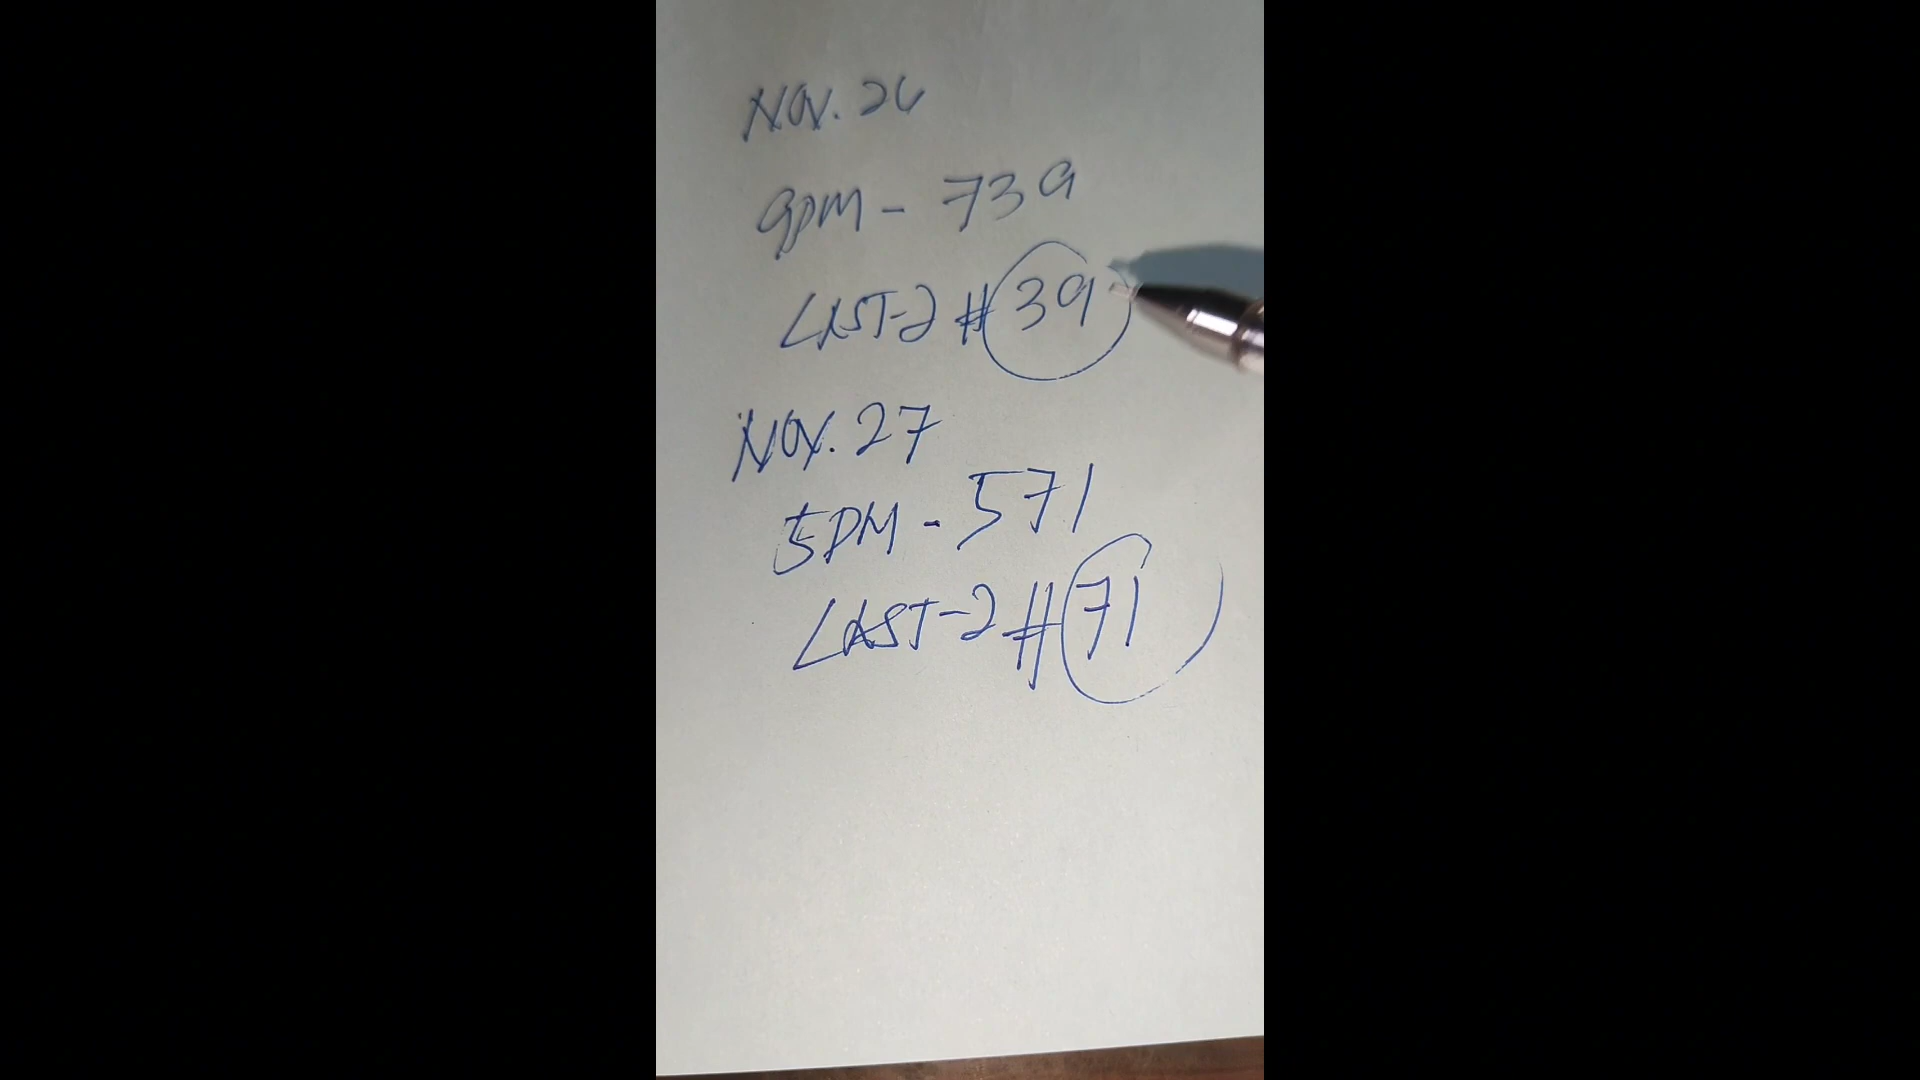 NOV. 26
9PM - 739
LAST-2 # 39
NOV. 27
5PM - 571
LAST-2 # 71